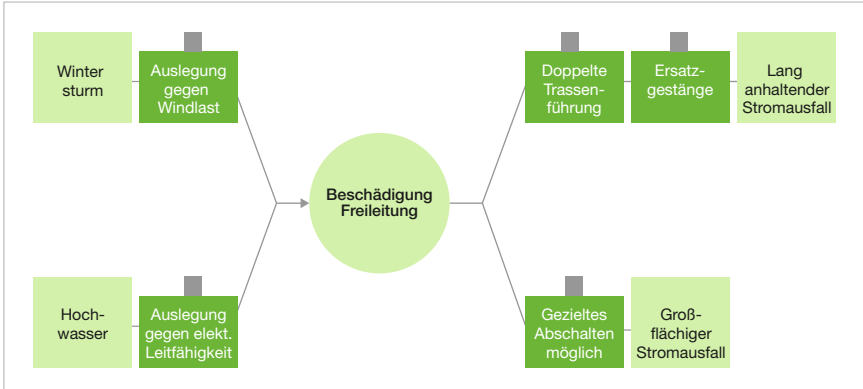 Winter
sturm
Auslegung
gegen
Windlast
Hoch-
wasser
Auslegung
gegen elekt.
Leitfähigkeit
Beschädigung
Freileitung
Doppelte
Trassen-
führung
Ersatz-
gestänge
Lang
anhaltender
Stromausfall
Gezieltes
Abschalten
möglich
Groß-
flächiger
Stromausfall